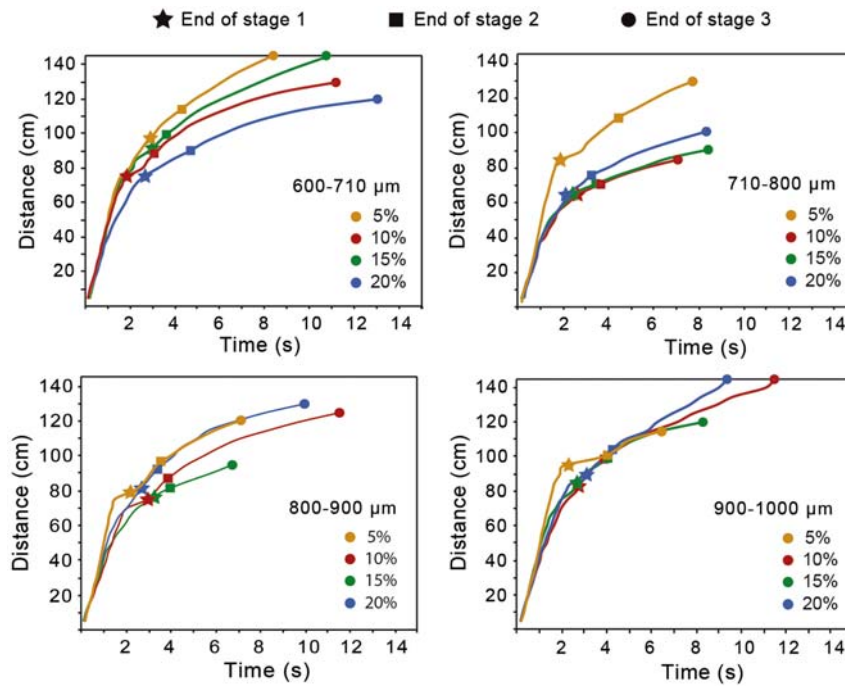 End of stage 1 End of stage 2 End of stage 3
140
120
100
80
60
40
20
Distance (cm)
600-710 µm
5%
10%
15%
20%
2 4 6 8 10 12 14
Time (s)
140
120
100
80
60
40
20
Distance (cm)
710-800 µm
5%
10%
15%
20%
2 4 6 8 10 12 14
Time (s)
140
120
100
80
60
40
20
Distance (cm)
800-900 µm
5%
10%
15%
20%
2 4 6 8 10 12 14
Time (s)
140
120
100
80
60
40
20
Distance (cm)
900-1000 µm
5%
10%
15%
20%
2 4 6 8 10 12 14
Time (s)